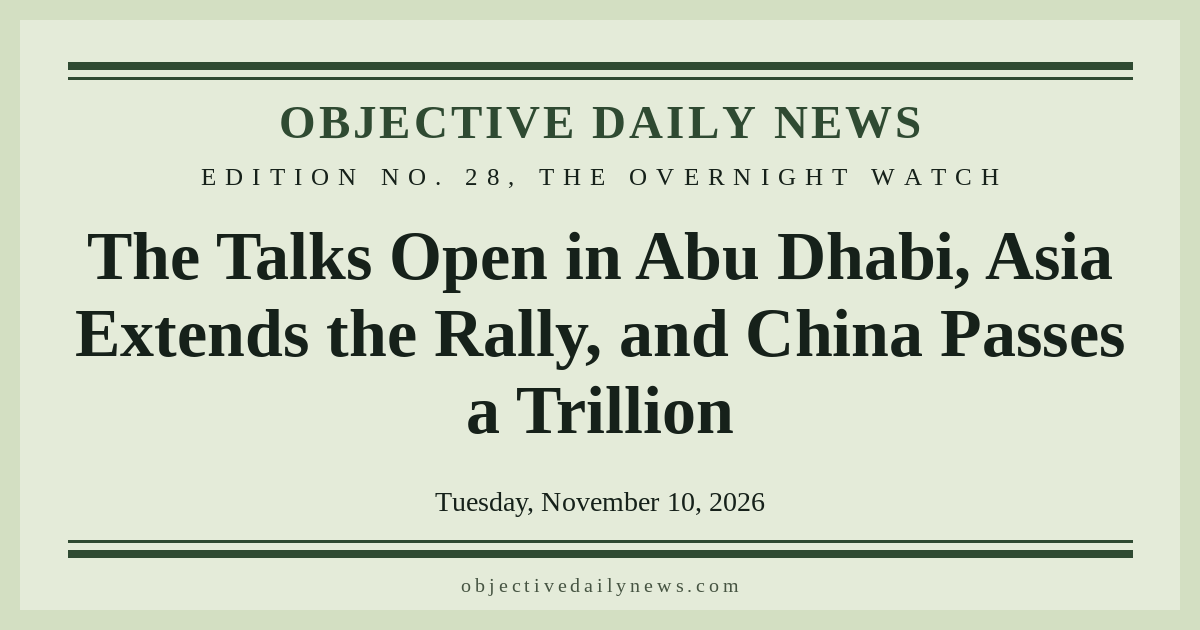 OBJECTIVE DAILY NEWS
EDITION NO. 28, THE OVERNIGHT WATCH
The Talks Open in Abu Dhabi, Asia
Extends the Rally, and China Passes
a Trillion
Tuesday, November 10, 2026
objectivedailynews.com